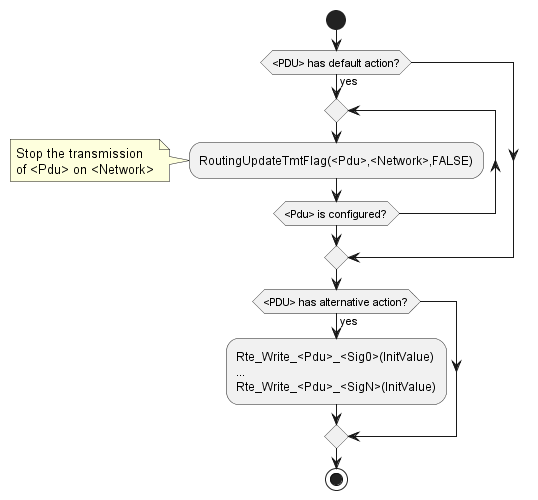 <PDU> has default action?
yes
Stop the transmission
of <Pdu> on <Network>
RoutingUpdateTmtFlag(<Pdu>,<Network>,FALSE)
<Pdu> is configured?
<PDU> has alternative action?
yes
Rte_Write_<Pdu>_<Sig0>(InitValue)
...
Rte_Write_<Pdu>_<SigN>(InitValue)